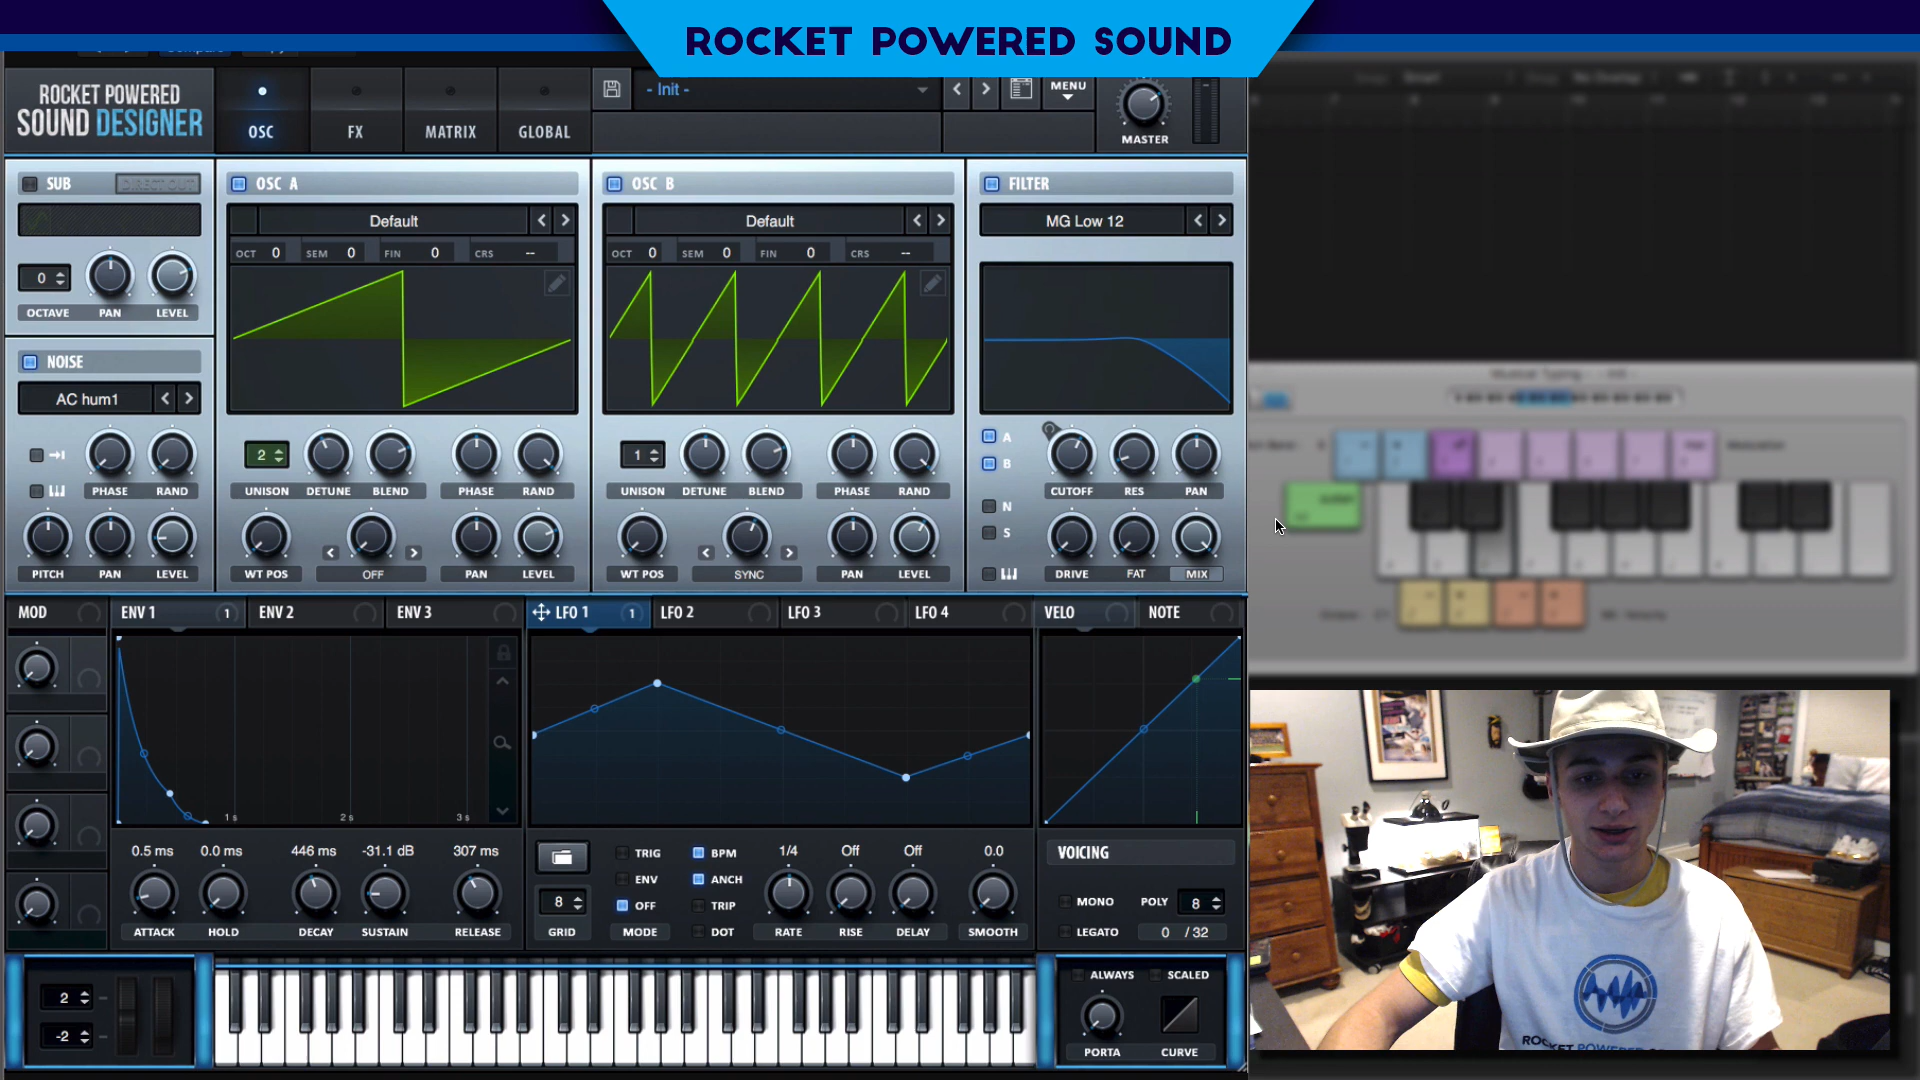 ROCKET POWERED SOUND
ROCKET POWERED
SOUND DESIGNER
OSC
FX
MATRIX
GLOBAL
- Init -
MENU
MASTER
SUB
DIRECT OUT
0
OCTAVE PAN LEVEL
NOISE
AC hum1
PHASE RAND
PITCH PAN LEVEL
OSC A
Default
OCT 0 SEM 0 FIN 0 CRS --
2
UNISON DETUNE BLEND PHASE RAND
WT POS OFF PAN LEVEL
OSC B
Default
OCT 0 SEM 0 FIN 0 CRS --
1
UNISON DETUNE BLEND PHASE RAND
WT POS SYNC PAN LEVEL
FILTER
MG Low 12
A
B
N
S
CUTOFF RES PAN
DRIVE FAT MIX
MOD
ENV 1 1
ENV 2
ENV 3
LFO 1 1
LFO 2
LFO 3
LFO 4
VELO
NOTE
1 s 2 s 3 s
0.5 ms 0.0 ms 446 ms -31.1 dB 307 ms
ATTACK HOLD DECAY SUSTAIN RELEASE
8
GRID
TRIG
ENV
OFF
MODE
BPM
ANCH
TRIP
DOT
1/4 Off Off 0.0
RATE RISE DELAY SMOOTH
VOICING
MONO POLY 8
LEGATO 0 / 32
2
-2
ALWAYS SCALED
PORTA CURVE
ROCKET POWERED